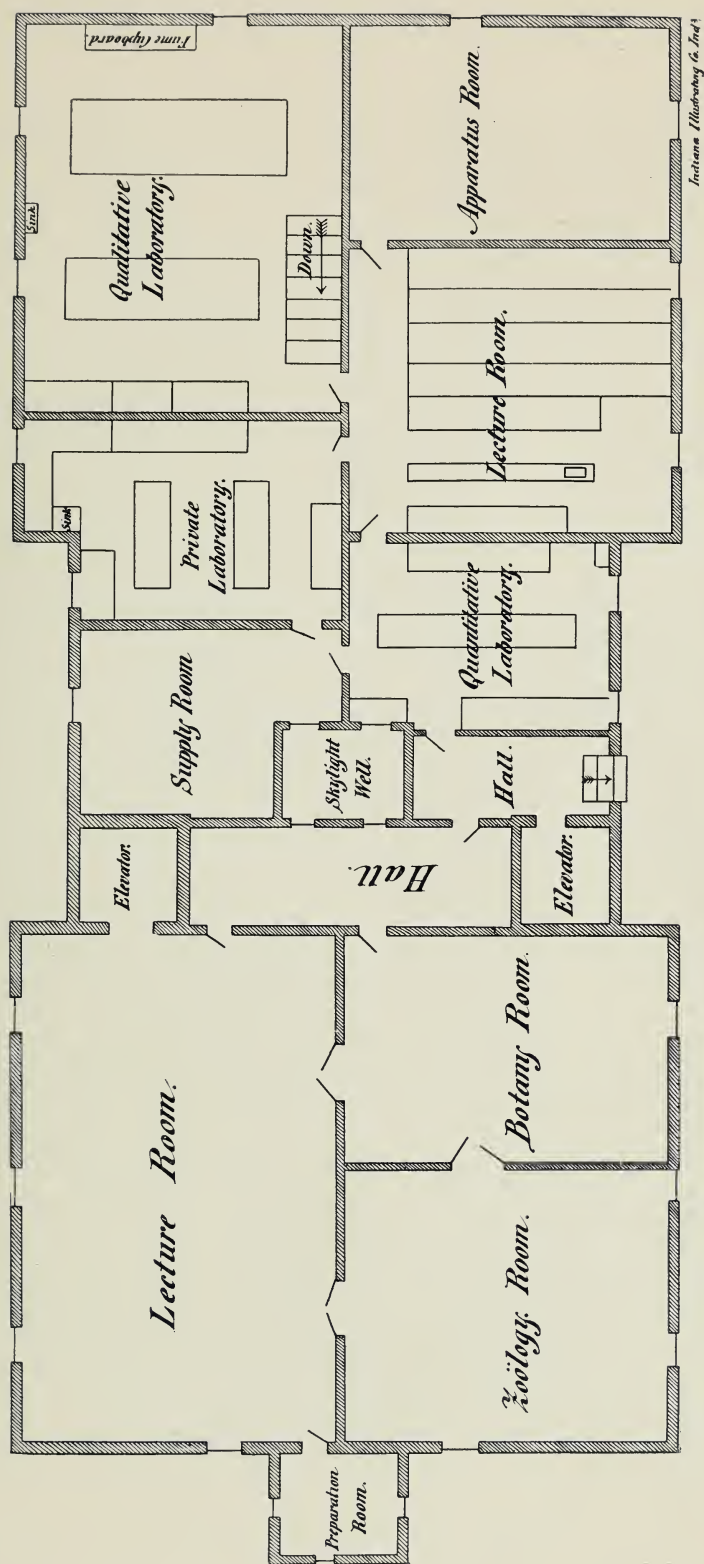 Fume Cupboard.
Sink
Qualitative
Laboratory.
Down.
Apparatus Room.
Lecture Room.
Sink
Private
Laboratory.
Quantitative
Laboratory.
Supply Room
Skylight
Well.
Hall.
Elevator.
Hall.
Elevator.
Lecture Room.
Botany Room.
Zoölogy Room.
Preparation
Room.
Indiana Illustrating Co. Ind's